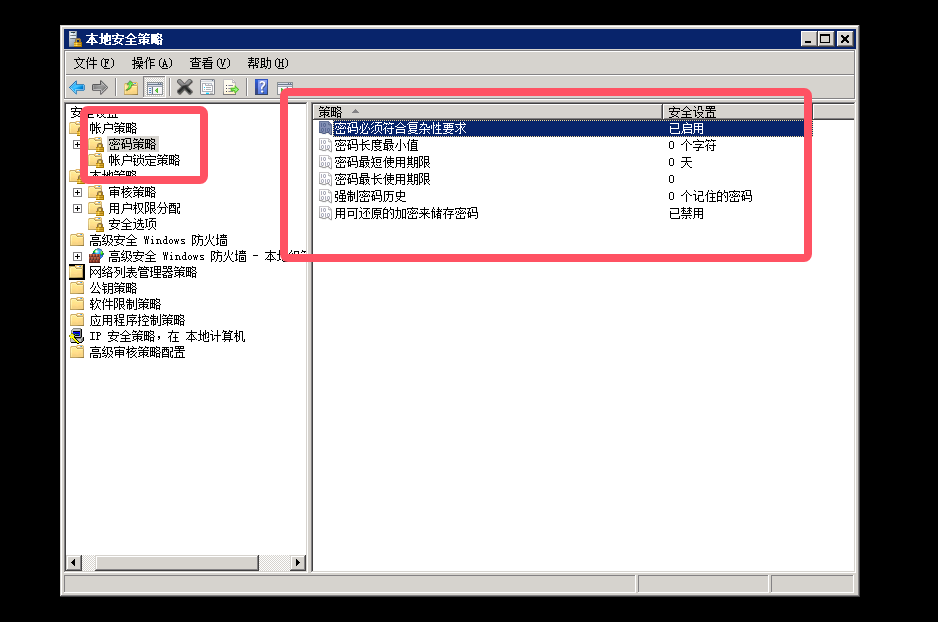 本地安全策略
文件(F) 操作(A) 查看(V) 帮助(H)
安全设置
帐户策略
密码策略
帐户锁定策略
本地策略
审核策略
用户权限分配
安全选项
高级安全 Windows 防火墙
高级安全 Windows 防火墙 - 本地组策
网络列表管理器策略
公钥策略
软件限制策略
应用程序控制策略
IP 安全策略，在 本地计算机
高级审核策略配置
策略 安全设置
密码必须符合复杂性要求 已启用
密码长度最小值 0 个字符
密码最短使用期限 0 天
密码最长使用期限 0
强制密码历史 0 个记住的密码
用可还原的加密来储存密码 已禁用